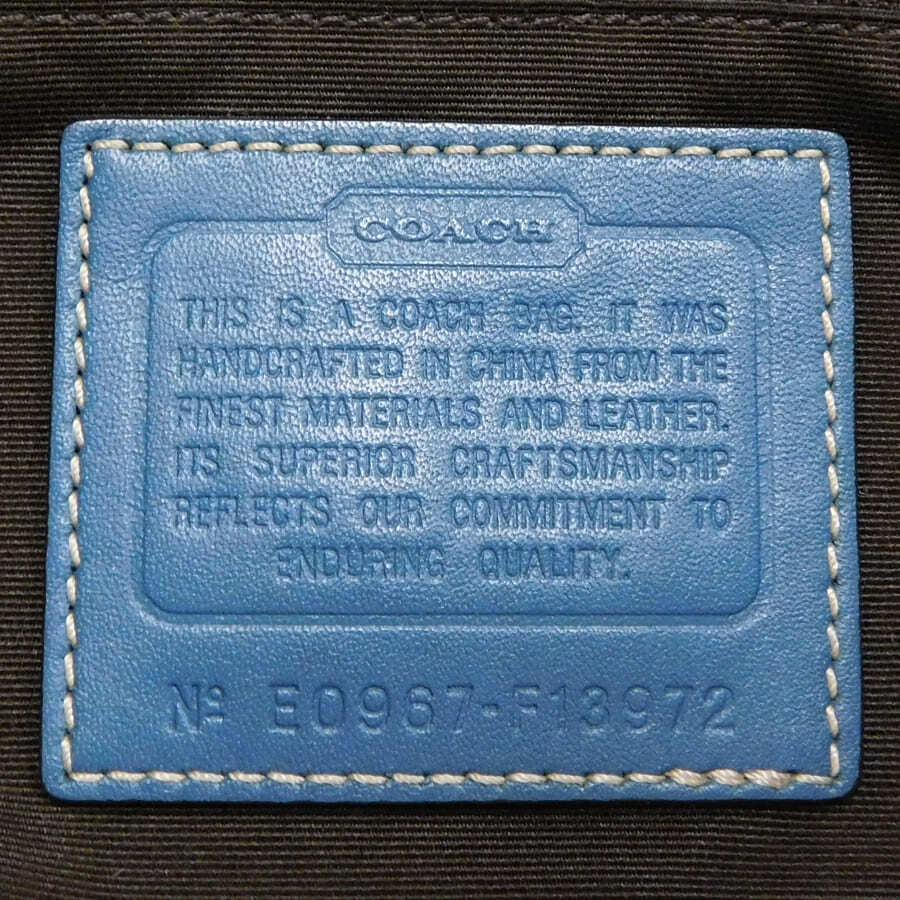 COACH
THIS IS A COACH BAG. IT WAS
HANDCRAFTED IN CHINA FROM THE
FINEST MATERIALS AND LEATHER.
ITS SUPERIOR CRAFTSMANSHIP
REFLECTS OUR COMMITMENT TO
ENDURING QUALITY.
Nº E0967-F13972